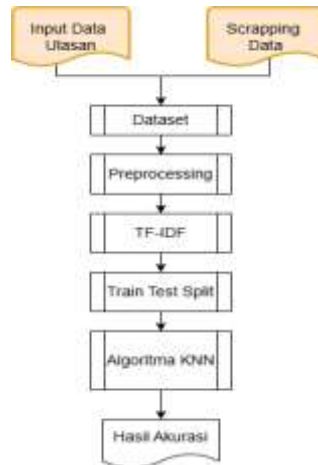 Input Data
Ulasan
Scrapping
Data
Dataset
Preprocessing
TF-IDF
Train Test Split
Algoritma KNN
Hasil Akurasi